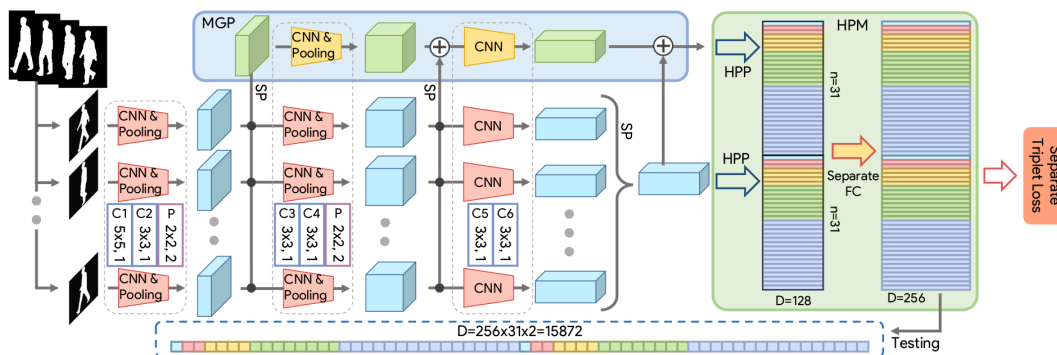 MGP
HPM
CNN &
Pooling
CNN
HPP
n=31
SP
SP
CNN &
Pooling
CNN &
Pooling
CNN
SP
CNN &
Pooling
CNN &
Pooling
CNN
HPP
Separate
FC
Separate
Triplet Loss
C1
5x5, 1
C2
3x3, 1
P
2x2, 2
C3
3x3, 1
C4
3x3, 1
P
2x2, 2
C5
3x3, 1
C6
3x3, 1
n=31
CNN &
Pooling
CNN &
Pooling
CNN
D=128
D=256
D=256x31x2=15872
Testing